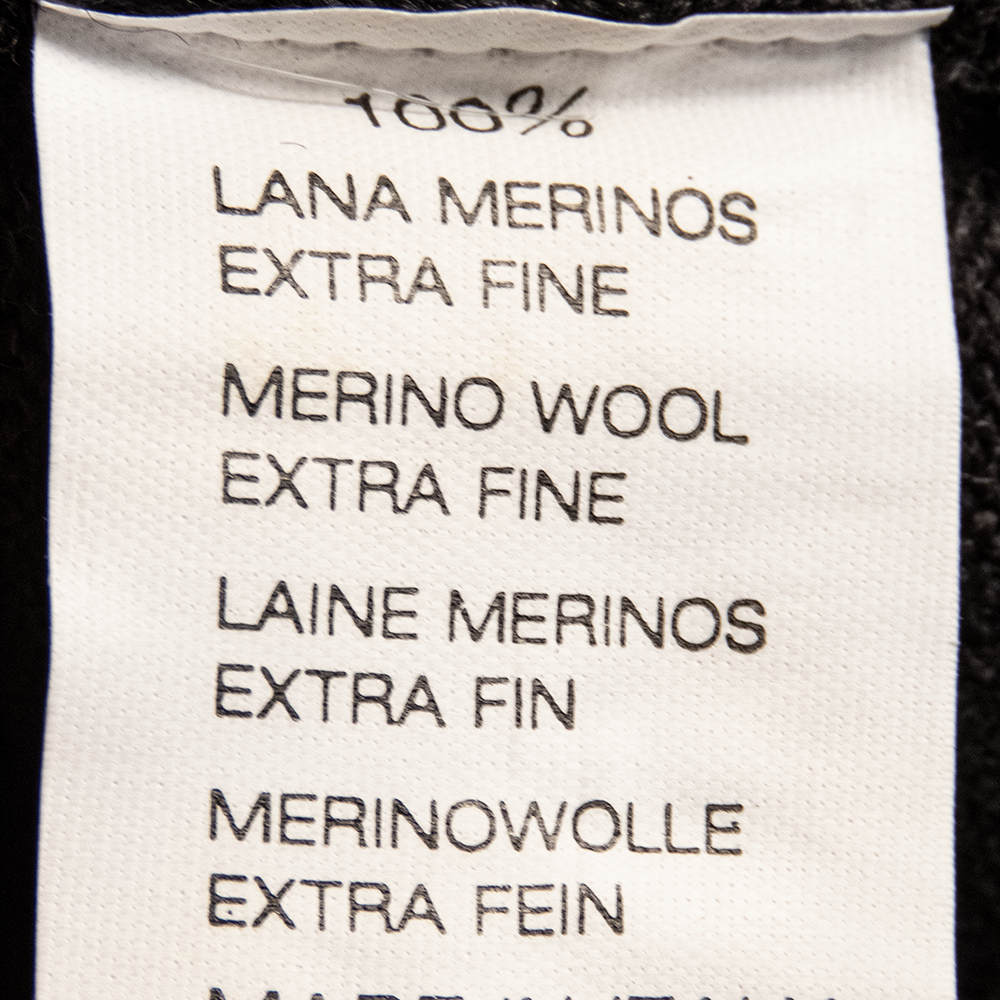 100%
LANA MERINOS
EXTRA FINE
MERINO WOOL
EXTRA FINE
LAINE MERINOS
EXTRA FIN
MERINOWOLLE
EXTRA FEIN